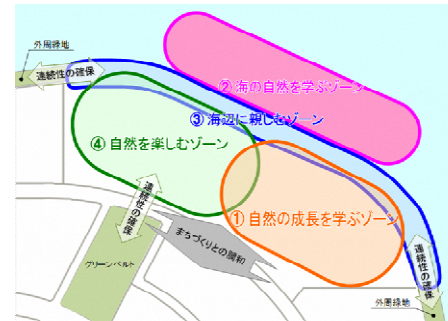 外周緑地
連続性の確保
② 海の自然を学ぶゾーン
③ 海辺に親しむゾーン
④ 自然を楽しむゾーン
連続性の確保
① 自然の成長を学ぶゾーン
まちづくりとの調和
グリーンベルト
連続性の確保
外周緑地